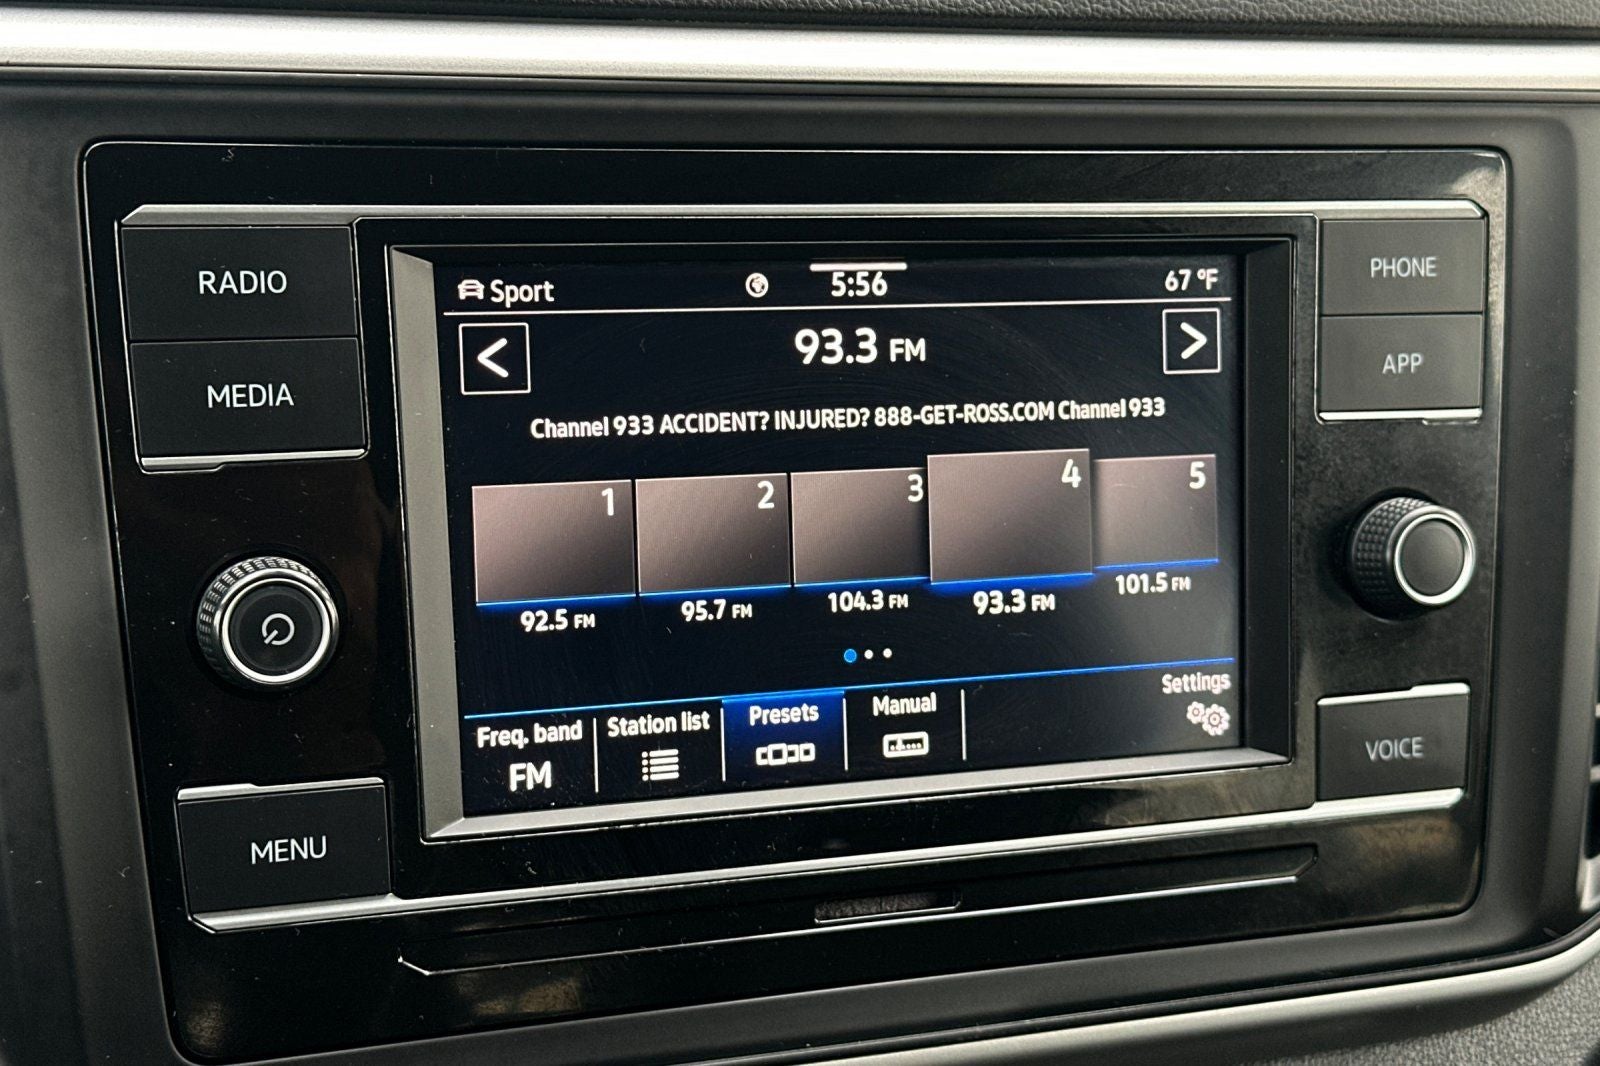 RADIO
MEDIA
MENU
Sport
5:56
67 °F
<
93.3 FM
>
Channel 933 ACCIDENT? INJURED? 888-GET-ROSS.COM Channel 933
1
2
3
4
5
92.5 FM
95.7 FM
104.3 FM
93.3 FM
101.5 FM
Freq. band
FM
Station list
Presets
Manual
Settings
PHONE
APP
VOICE